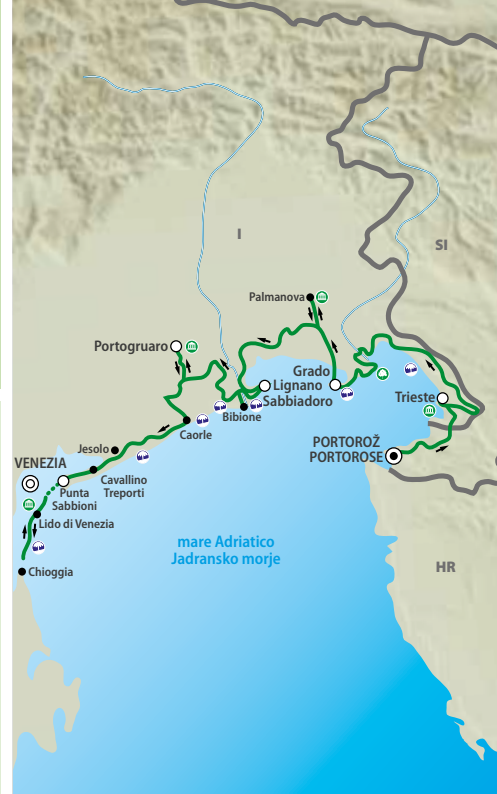 I
SI
Palmanova
Portogruaro
Grado
Lignano
Sabbiadoro
Trieste
Bibione
Caorle
PORTOROŽ
PORTOROSE
Jesolo
VENEZIA
Cavallino
Treporti
Punta
Sabbioni
Lido di Venezia
mare Adriatico
Jadransko morje
HR
Chioggia